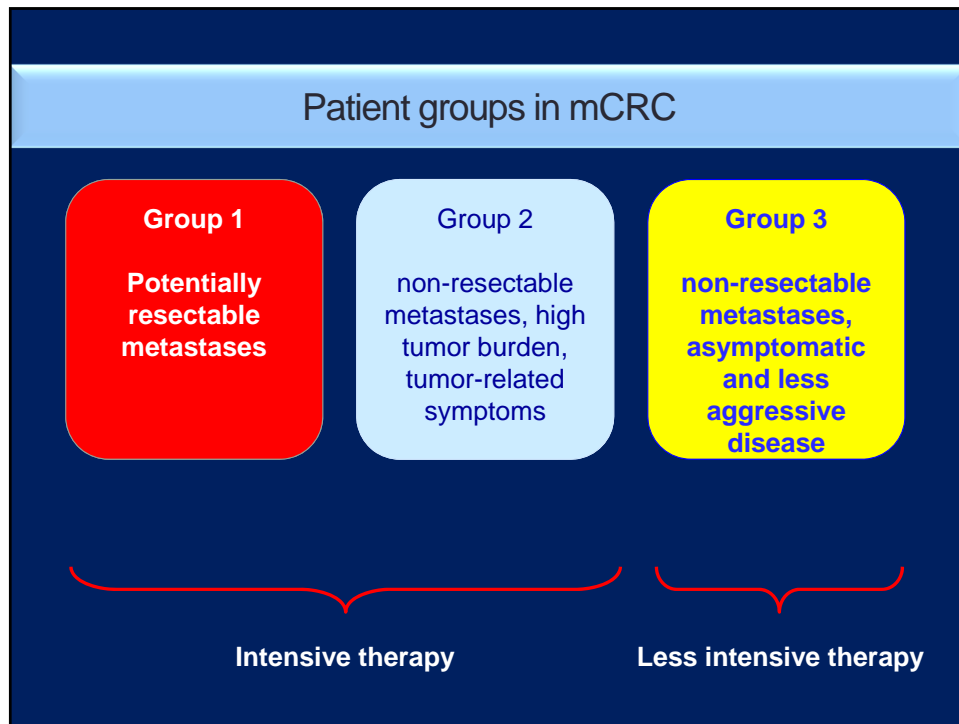 Patient groups in mCRC
Group 1
Potentially
resectable
metastases
Group 2
non-resectable
metastases, high
tumor burden,
tumor-related
symptoms
Group 3
non-resectable
metastases,
asymptomatic
and less
aggressive
disease
Intensive therapy
Less intensive therapy